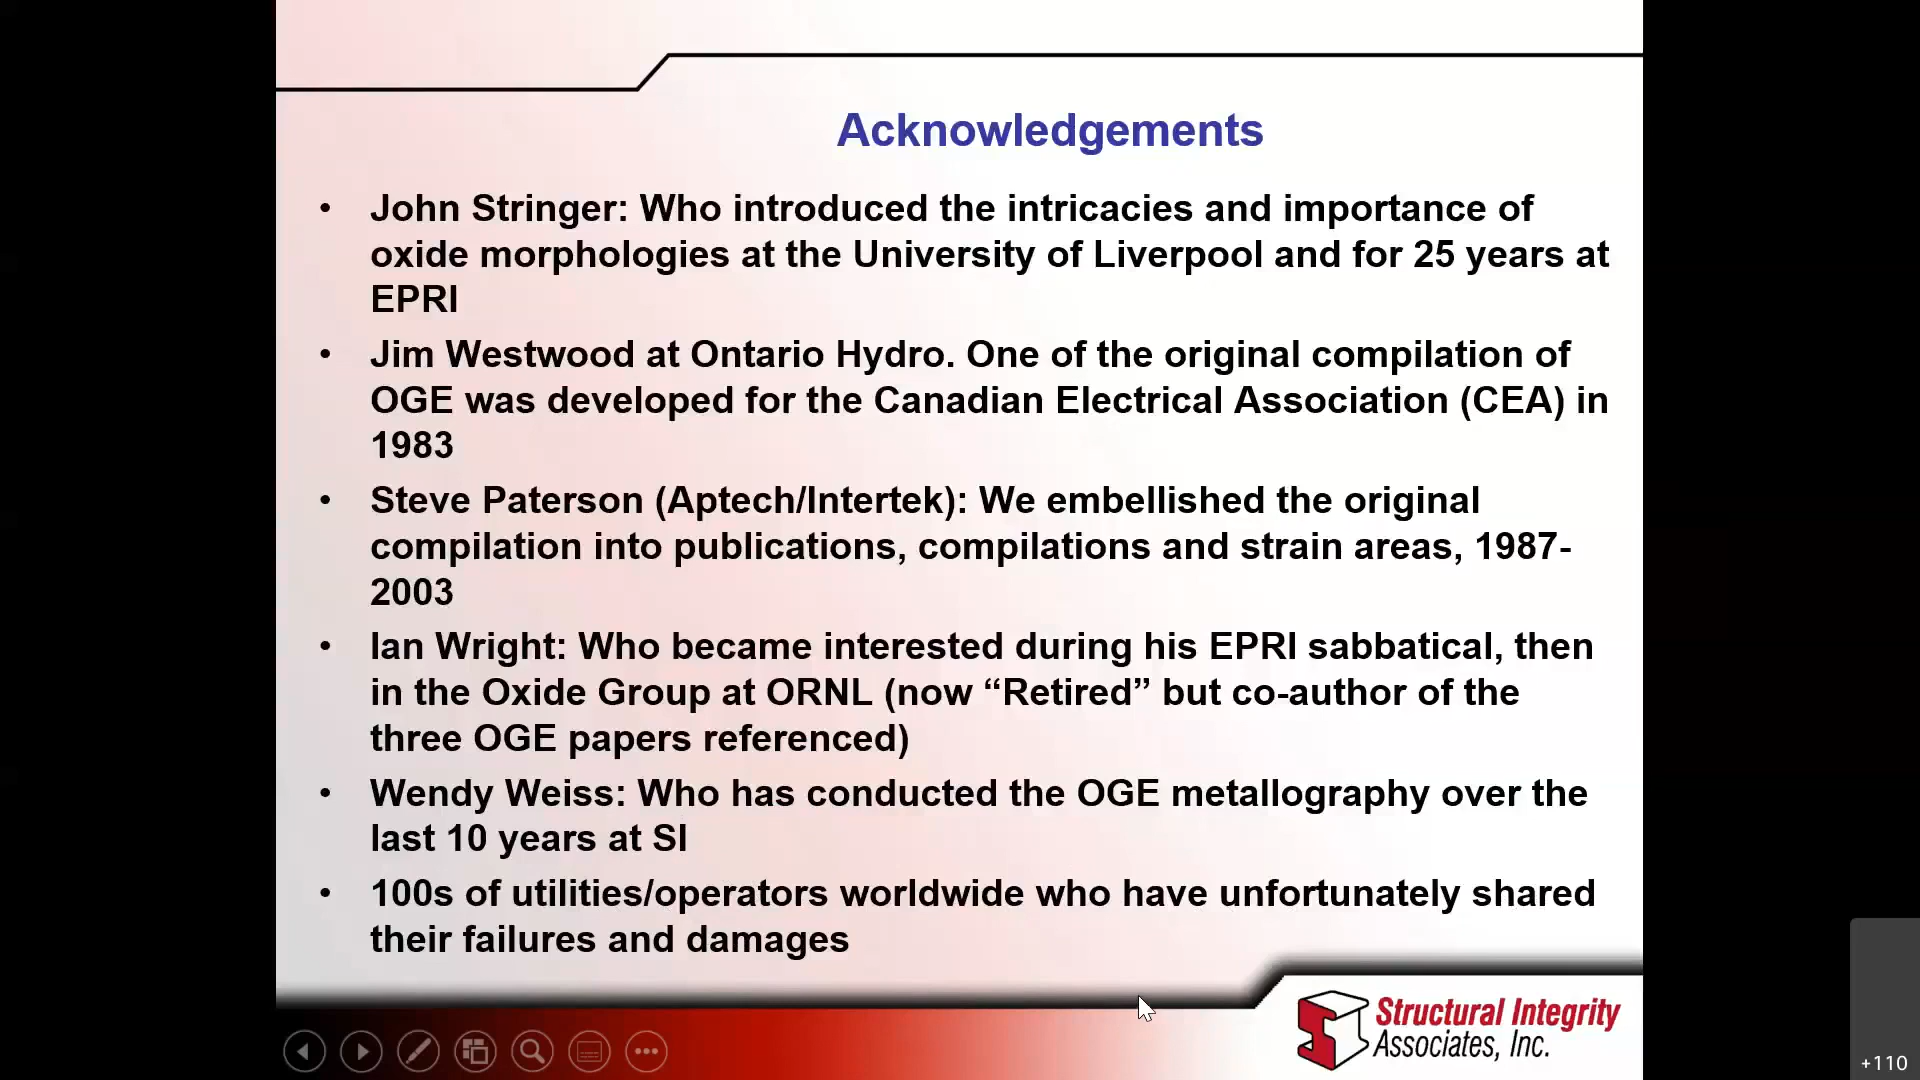 Acknowledgements
• John Stringer: Who introduced the intricacies and importance of
oxide morphologies at the University of Liverpool and for 25 years at
EPRI
• Jim Westwood at Ontario Hydro. One of the original compilation of
OGE was developed for the Canadian Electrical Association (CEA) in
1983
• Steve Paterson (Aptech/Intertek): We embellished the original
compilation into publications, compilations and strain areas, 1987-
2003
• Ian Wright: Who became interested during his EPRI sabbatical, then
in the Oxide Group at ORNL (now “Retired” but co-author of the
three OGE papers referenced)
• Wendy Weiss: Who has conducted the OGE metallography over the
last 10 years at SI
• 100s of utilities/operators worldwide who have unfortunately shared
their failures and damages
Structural Integrity
Associates, Inc.
+110